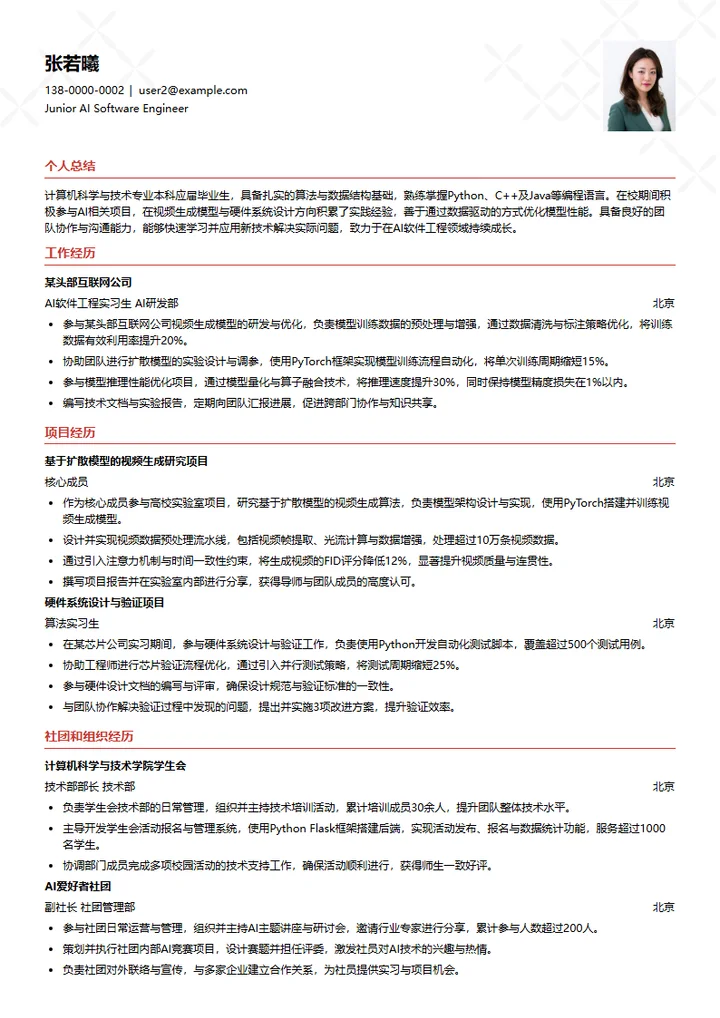 张若曦
138-0000-0002 | user2@example.com
Junior AI Software Engineer
个人总结
计算机科学与技术专业本科应届毕业生，具备扎实的算法与数据结构基础，熟练掌握Python、C++及Java等编程语言。在校期间积
极参与AI相关项目，在视频生成模型与硬件系统设计方向积累了实践经验，善于通过数据驱动的方式优化模型性能。具备良好的团
队协作与沟通能力，能够快速学习并应用新技术解决实际问题，致力于在AI软件工程领域持续成长。
工作经历
某头部互联网公司
AI软件工程实习生 AI研发部 北京
• 参与某头部互联网公司视频生成模型的研发与优化，负责模型训练数据的预处理与增强，通过数据清洗与标注策略优化，将训练
数据有效利用率提升20%。
• 协助团队进行扩散模型的实验设计与调参，使用PyTorch框架实现模型训练流程自动化，将单次训练周期缩短15%。
• 参与模型推理性能优化项目，通过模型量化与算子融合技术，将推理速度提升30%，同时保持模型精度损失在1%以内。
• 编写技术文档与实验报告，定期向团队汇报进展，促进跨部门协作与知识共享。
项目经历
基于扩散模型的视频生成研究项目
核心成员 北京
• 作为核心成员参与高校实验室项目，研究基于扩散模型的视频生成算法，负责模型架构设计与实现，使用PyTorch搭建并训练视
频生成模型。
• 设计并实现视频数据预处理流水线，包括视频帧提取、光流计算与数据增强，处理超过10万条视频数据。
• 通过引入注意力机制与时间一致性约束，将生成视频的FID评分降低12%，显著提升视频质量与连贯性。
• 撰写项目报告并在实验室内部进行分享，获得导师与团队成员的高度认可。
硬件系统设计与验证项目
算法实习生 北京
• 在某芯片公司实习期间，参与硬件系统设计与验证工作，负责使用Python开发自动化测试脚本，覆盖超过500个测试用例。
• 协助工程师进行芯片验证流程优化，通过引入并行测试策略，将测试周期缩短25%。
• 参与硬件设计文档的编写与评审，确保设计规范与验证标准的一致性。
• 与团队协作解决验证过程中发现的问题，提出并实施3项改进方案，提升验证效率。
社团和组织经历
计算机科学与技术学院学生会
技术部部长 技术部 北京
• 负责学生会技术部的日常管理，组织并主持技术培训活动，累计培训成员30余人，提升团队整体技术水平。
• 主导开发学生会活动报名与管理系统，使用Python Flask框架搭建后端，实现活动发布、报名与数据统计功能，服务超过1000
名学生。
• 协调部门成员完成多项校园活动的技术支持工作，确保活动顺利进行，获得师生一致好评。
AI爱好者社团
副社长 社团管理部 北京
• 参与社团日常运营与管理，组织并主持AI主题讲座与研讨会，邀请行业专家进行分享，累计参与人数超过200人。
• 策划并执行社团内部AI竞赛项目，设计赛题并担任评委，激发社员对AI技术的兴趣与热情。
• 负责社团对外联络与宣传，与多家企业建立合作关系，为社员提供实习与项目机会。